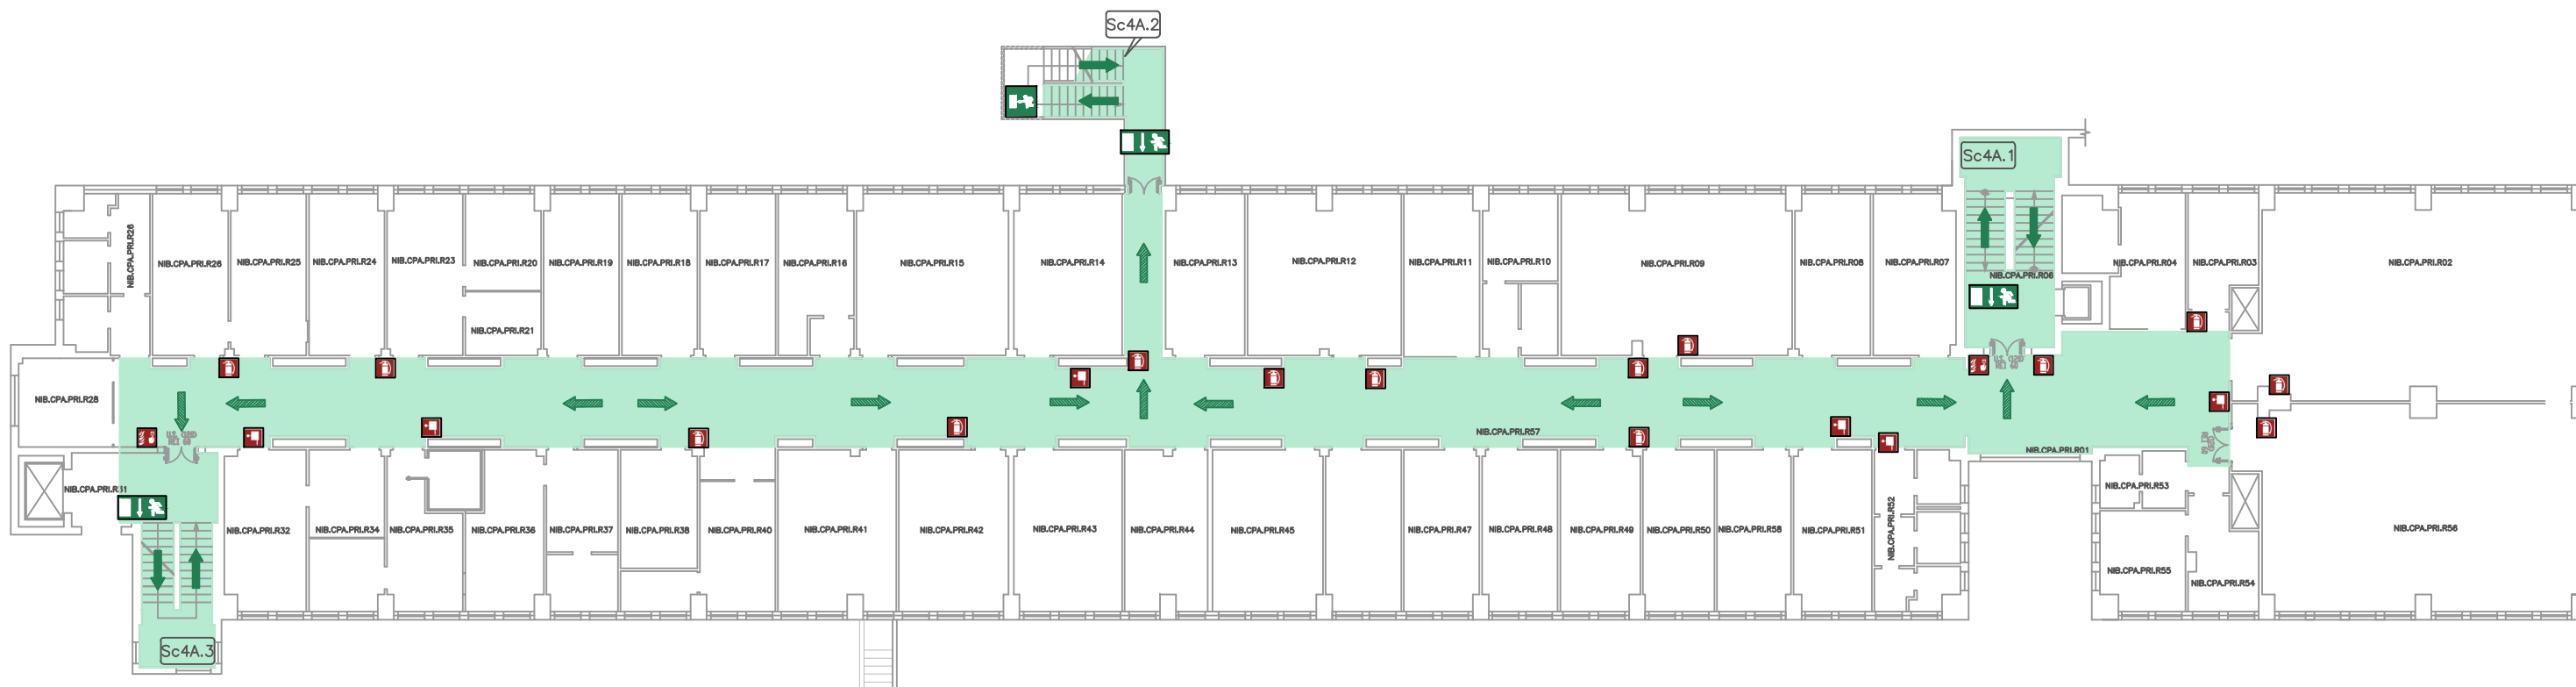 Sc4A.2
Sc4A.1
NIB.CPA.PRI.R26
NIB.CPA.PRI.R26
NIB.CPA.PRI.R25
NIB.CPA.PRI.R24
NIB.CPA.PRI.R23
NIB.CPA.PRI.R20
NIB.CPA.PRI.R19
NIB.CPA.PRI.R18
NIB.CPA.PRI.R17
NIB.CPA.PRI.R16
NIB.CPA.PRI.R15
NIB.CPA.PRI.R14
NIB.CPA.PRI.R13
NIB.CPA.PRI.R12
NIB.CPA.PRI.R11
NIB.CPA.PRI.R10
NIB.CPA.PRI.R09
NIB.CPA.PRI.R08
NIB.CPA.PRI.R07
NIB.CPA.PRI.R06
NIB.CPA.PRI.R04
NIB.CPA.PRI.R03
NIB.CPA.PRI.R02
NIB.CPA.PRI.R21
REI 60
NIB.CPA.PRI.R28
NIB.CPA.PRI.R57
REI 60
REI 60
NIB.CPA.PRI.R01
NIB.CPA.PRI.R31
NIB.CPA.PRI.R53
NIB.CPA.PRI.R32
NIB.CPA.PRI.R34
NIB.CPA.PRI.R35
NIB.CPA.PRI.R36
NIB.CPA.PRI.R37
NIB.CPA.PRI.R38
NIB.CPA.PRI.R40
NIB.CPA.PRI.R41
NIB.CPA.PRI.R42
NIB.CPA.PRI.R43
NIB.CPA.PRI.R44
NIB.CPA.PRI.R45
NIB.CPA.PRI.R47
NIB.CPA.PRI.R48
NIB.CPA.PRI.R49
NIB.CPA.PRI.R50
NIB.CPA.PRI.R58
NIB.CPA.PRI.R51
NIB.CPA.PRI.R52
NIB.CPA.PRI.R56
NIB.CPA.PRI.R55
NIB.CPA.PRI.R54
Sc4A.3